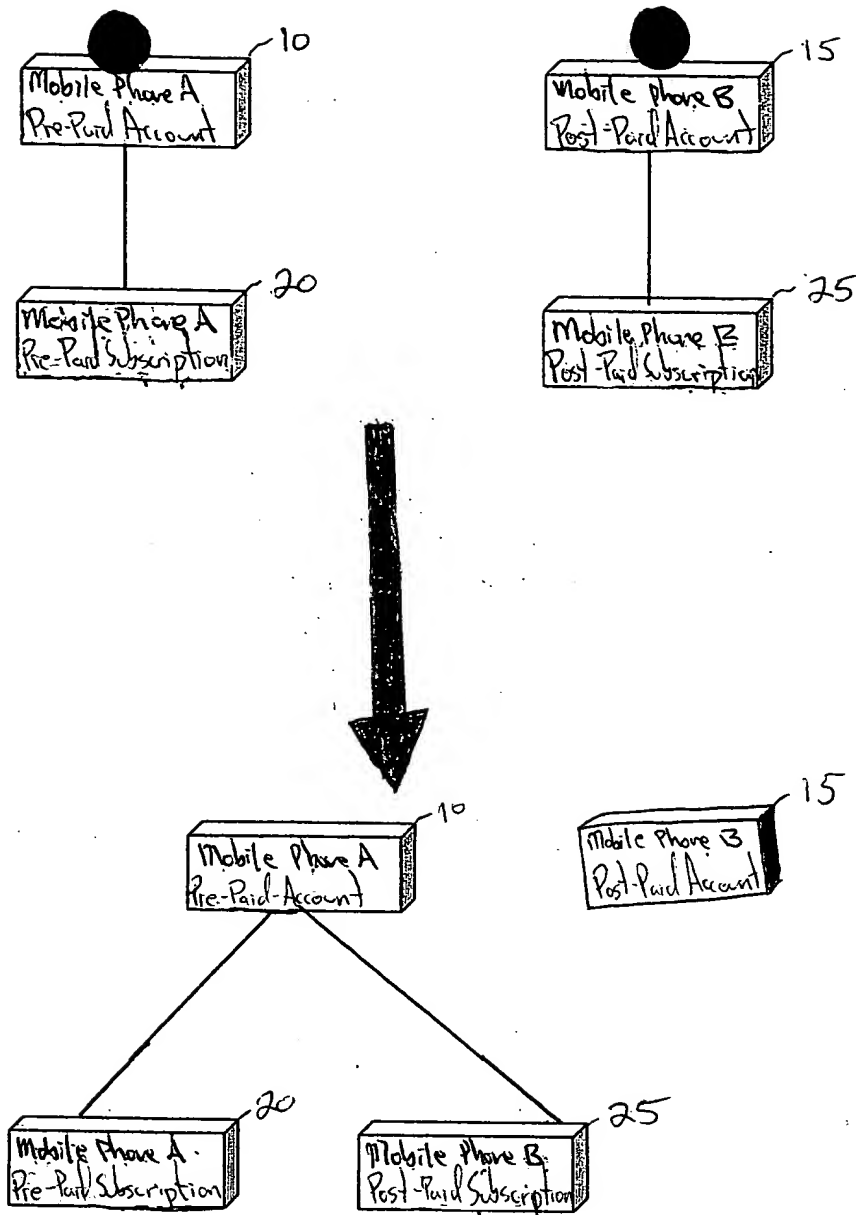 10
Mobile Phone A
Pre-Paid Account
15
Mobile Phone B
Post-Paid Account
20
Mobile Phone A
Pre-Paid Subscription
25
Mobile Phone B
Post-Paid Subscription
10
Mobile Phone A
Pre-Paid-Account
15
Mobile Phone B
Post-Paid Account
20
Mobile Phone A
Pre-Paid Subscription
25
Mobile Phone B
Post-Paid Subscription